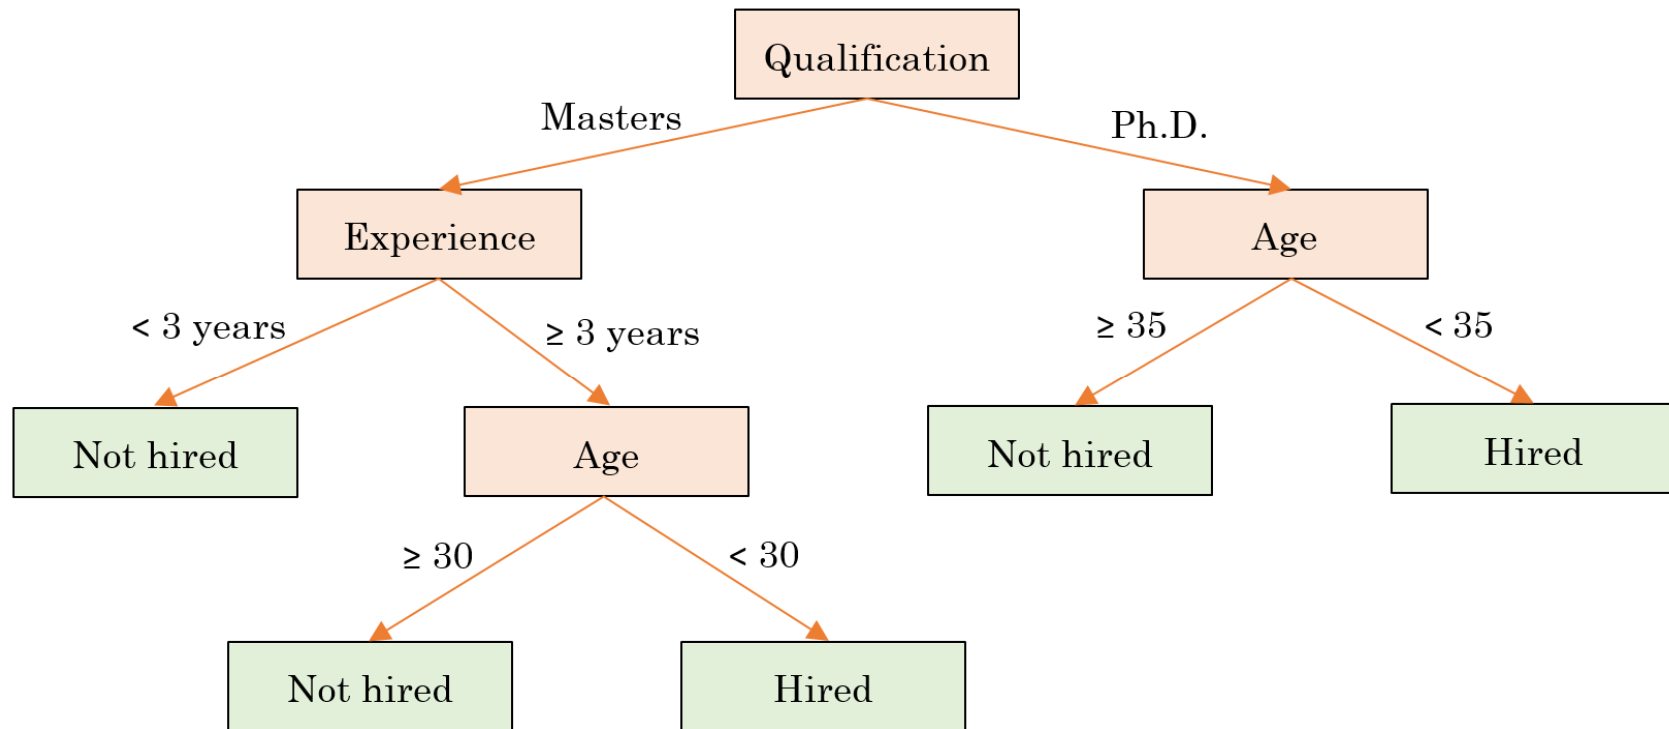 Qualification
Masters
Ph.D.
Experience
Age
< 3 years
≥ 3 years
≥ 35
< 35
Not hired
Age
Not hired
Hired
≥ 30
< 30
Not hired
Hired